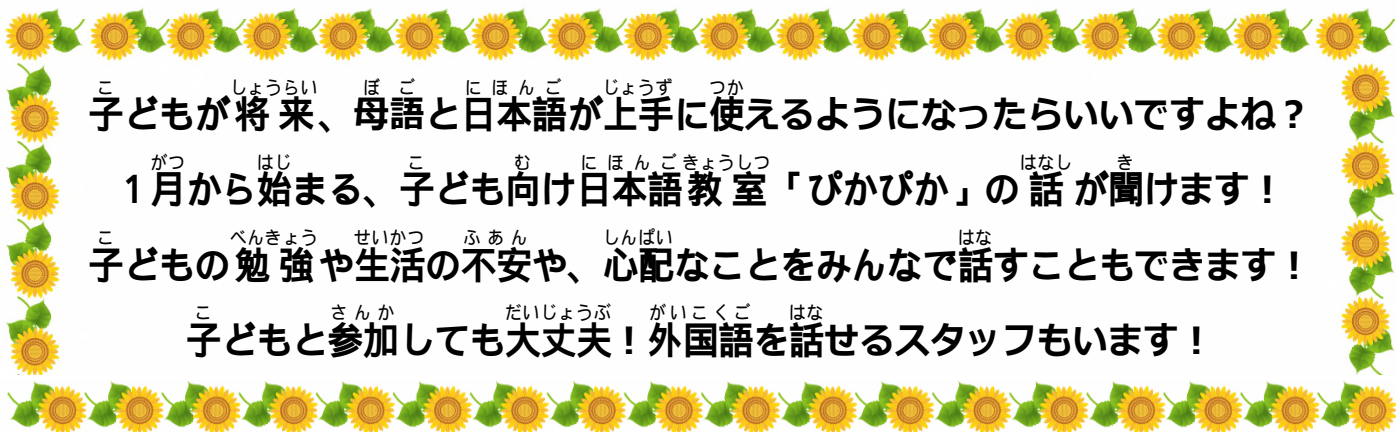 子どもが将来、母語と日本語が上手に使えるようになったらいいですよね？
1月から始まる、子ども向け日本語教室「ぴかぴか」の話が聞けます！
子どもの勉強や生活の不安や、心配なことをみんなで話すこともできます！
子どもと参加しても大丈夫！外国語を話せるスタッフもいます！